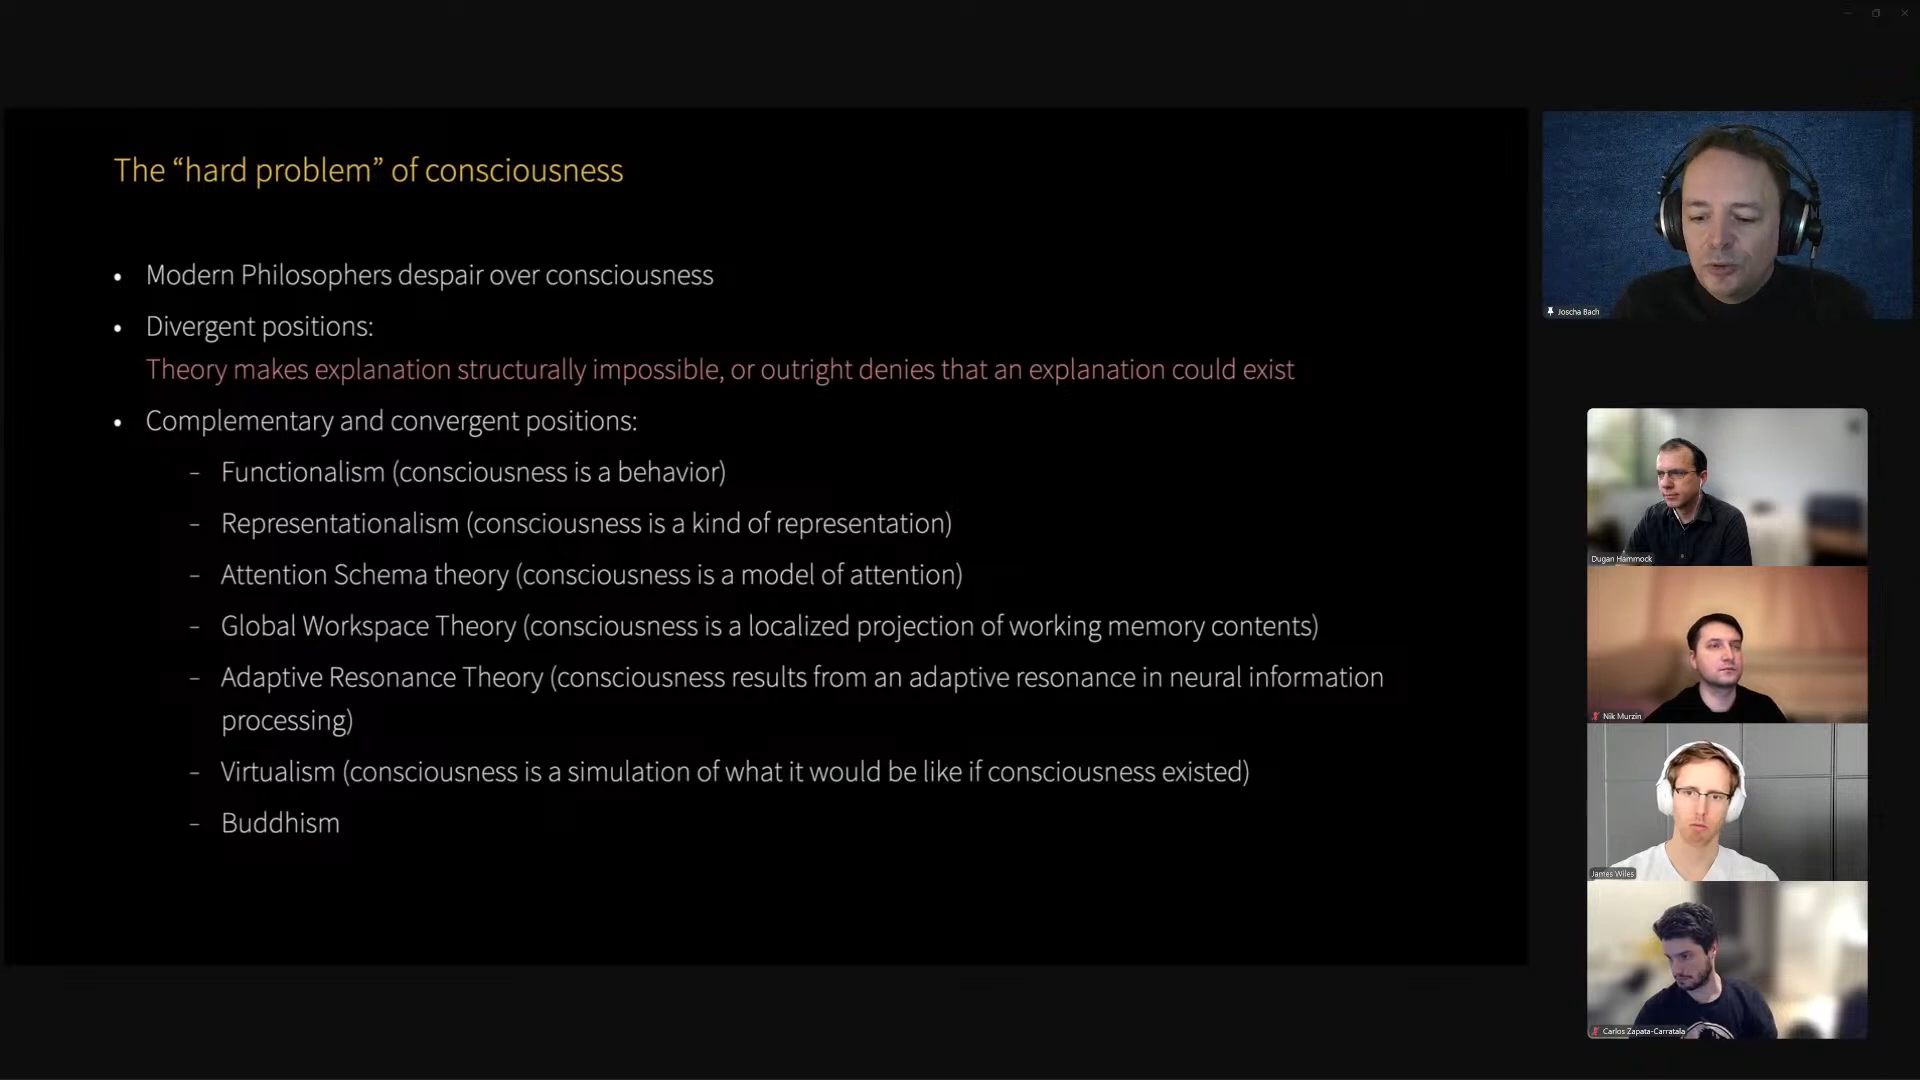 The “hard problem” of consciousness
• Modern Philosophers despair over consciousness
• Divergent positions:
Theory makes explanation structurally impossible, or outright denies that an explanation could exist
• Complementary and convergent positions:
– Functionalism (consciousness is a behavior)
– Representationalism (consciousness is a kind of representation)
– Attention Schema theory (consciousness is a model of attention)
– Global Workspace Theory (consciousness is a localized projection of working memory contents)
– Adaptive Resonance Theory (consciousness results from an adaptive resonance in neural information
processing)
– Virtualism (consciousness is a simulation of what it would be like if consciousness existed)
– Buddhism
Joscha Bach
Dugan Hammock
Nik Murzin
James Wiles
Carlos Zapata-Carratala